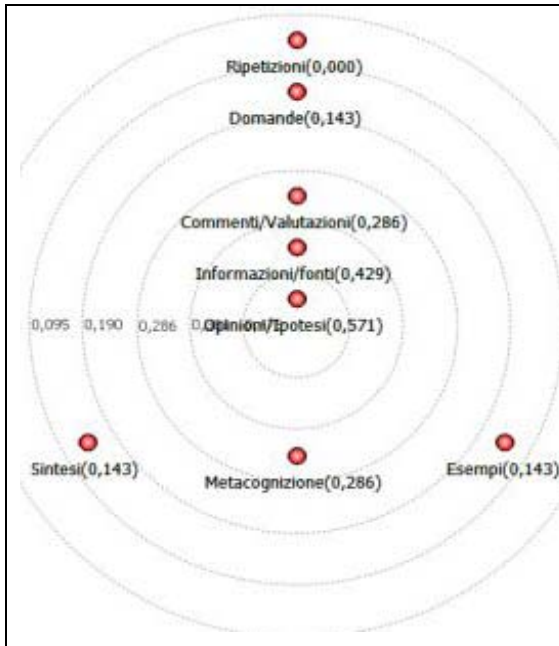 Ripetizioni(0,000)
Domande(0,143)
Commenti/Valutazioni(0,286)
Informazioni/fonti(0,429)
0,095 0,190 0,286 Opinioni/Ipotesi(0,571)
Sintesi(0,143)
Metacognizione(0,286)
Esempi(0,143)